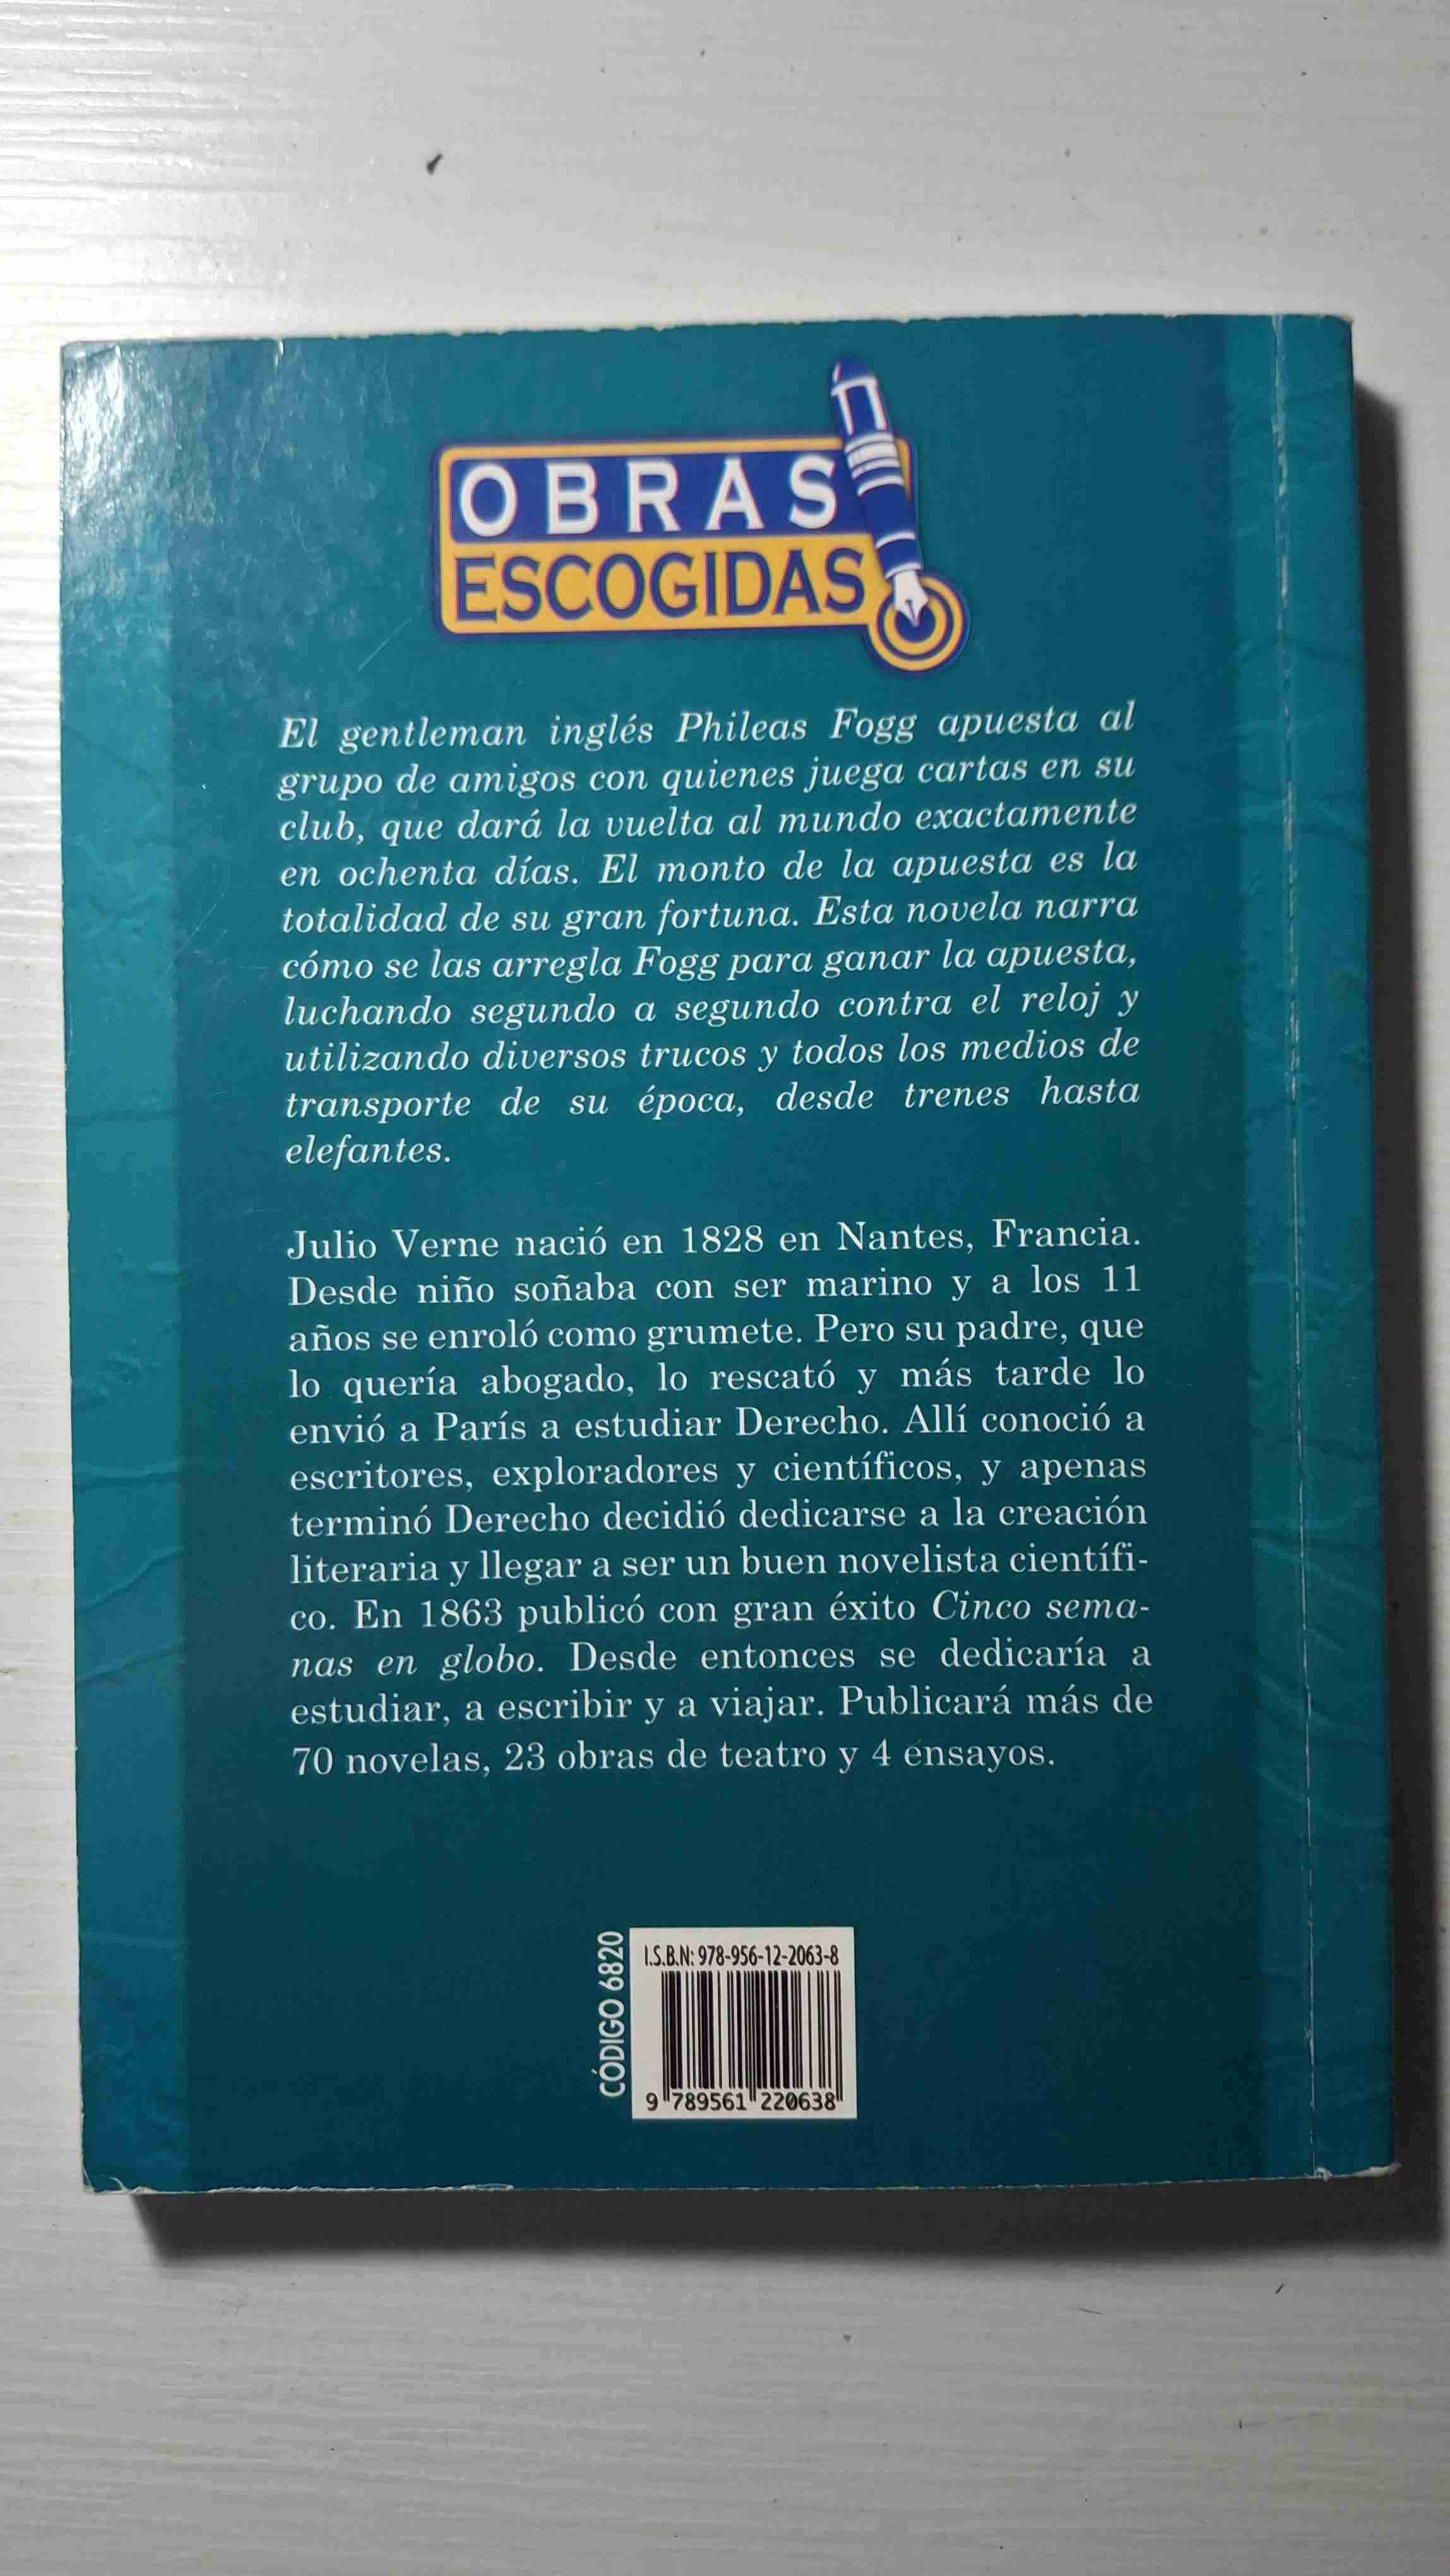 OBRAS
ESCOGIDAS
El gentleman inglés Phileas Fogg apuesta al
grupo de amigos con quienes juega cartas en su
club, que dará la vuelta al mundo exactamente
en ochenta días. El monto de la apuesta es la
totalidad de su gran fortuna. Esta novela narra
cómo se las arregla Fogg para ganar la apuesta,
luchando segundo a segundo contra el reloj y
utilizando diversos trucos y todos los medios de
transporte de su época, desde trenes hasta
elefantes.
Julio Verne nació en 1828 en Nantes, Francia.
Desde niño soñaba con ser marino y a los 11
años se enroló como grumete. Pero su padre, que
lo quería abogado, lo rescató y más tarde lo
envió a París a estudiar Derecho. Allí conoció a
escritores, exploradores y científicos, y apenas
terminó Derecho decidió dedicarse a la creación
literaria y llegar a ser un buen novelista científi-
co. En 1863 publicó con gran éxito Cinco sema-
nas en globo. Desde entonces se dedicaría a
estudiar, a escribir y a viajar. Publicará más de
70 novelas, 23 obras de teatro y 4 ensayos.
CÓDIGO 6820
I.S.B.N: 978-956-12-2063-8
9 789561 220638